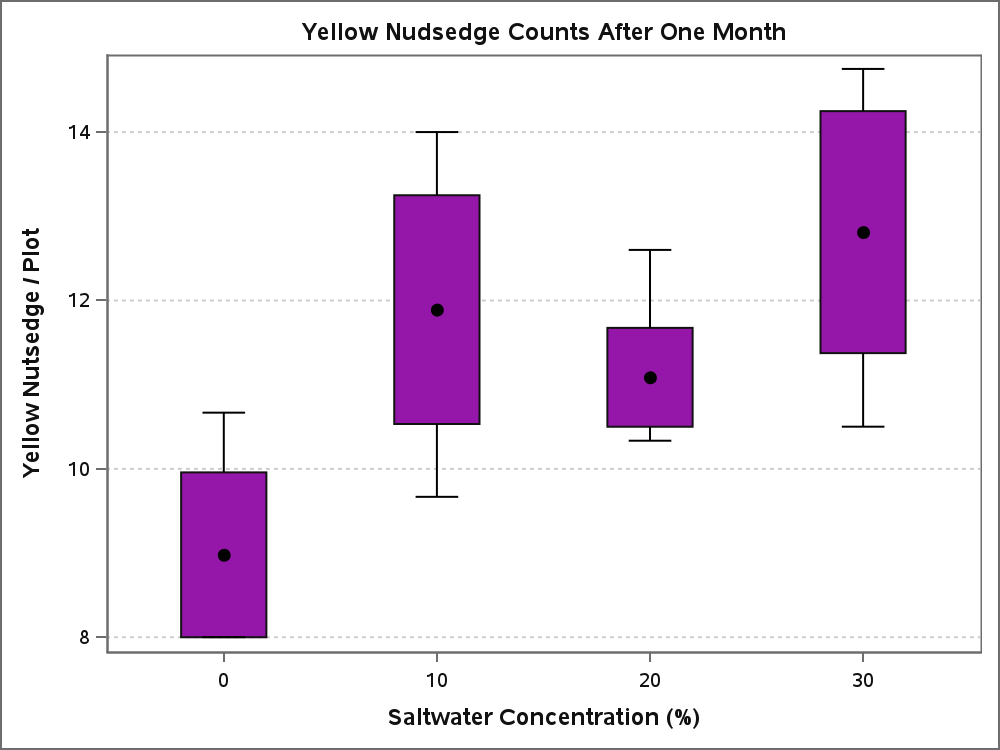 Yellow Nudsedge Counts After One Month
Yellow Nutsedge / Plot
14
12
10
8
0 10 20 30
Saltwater Concentration (%)